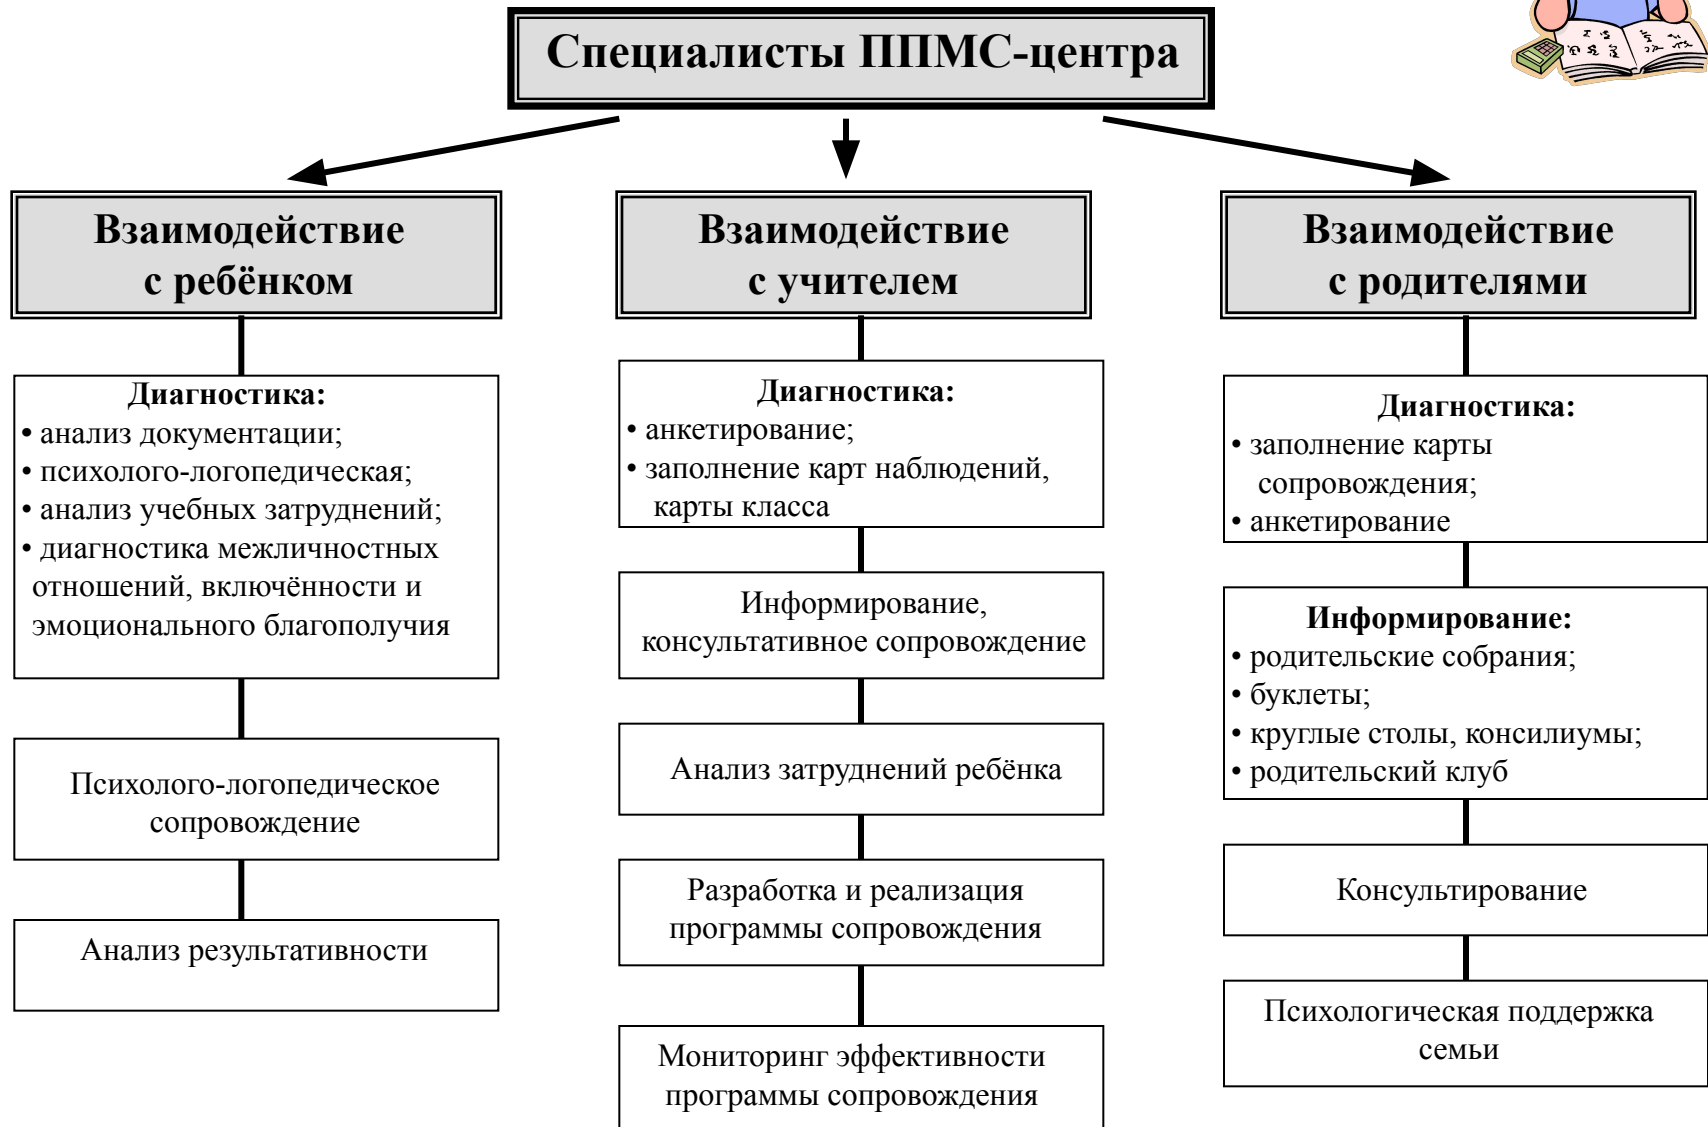 Специалисты ППМС-центра
Взаимодействие
с ребёнком
Диагностика:
• анализ документации;
• психолого-логопедическая;
• анализ учебных затруднений;
• диагностика межличностных
отношений, включённости и
эмоционального благополучия
Психолого-логопедическое
сопровождение
Анализ результативности
Взаимодействие
с учителем
Диагностика:
• анкетирование;
• заполнение карт наблюдений,
карты класса
Информирование,
консультативное сопровождение
Анализ затруднений ребёнка
Разработка и реализация
программы сопровождения
Мониторинг эффективности
программы сопровождения
Взаимодействие
с родителями
Диагностика:
• заполнение карты
сопровождения;
• анкетирование
Информирование:
• родительские собрания;
• буклеты;
• круглые столы, консилиумы;
• родительский клуб
Консультирование
Психологическая поддержка
семьи